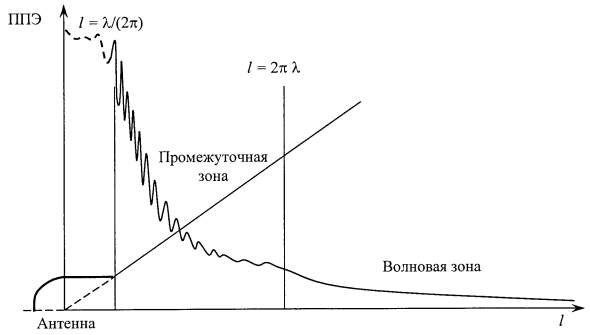 ППЭ
l = λ/(2π)
l = 2π λ
Промежуточная
зона
Волновая зона
Антенна
l